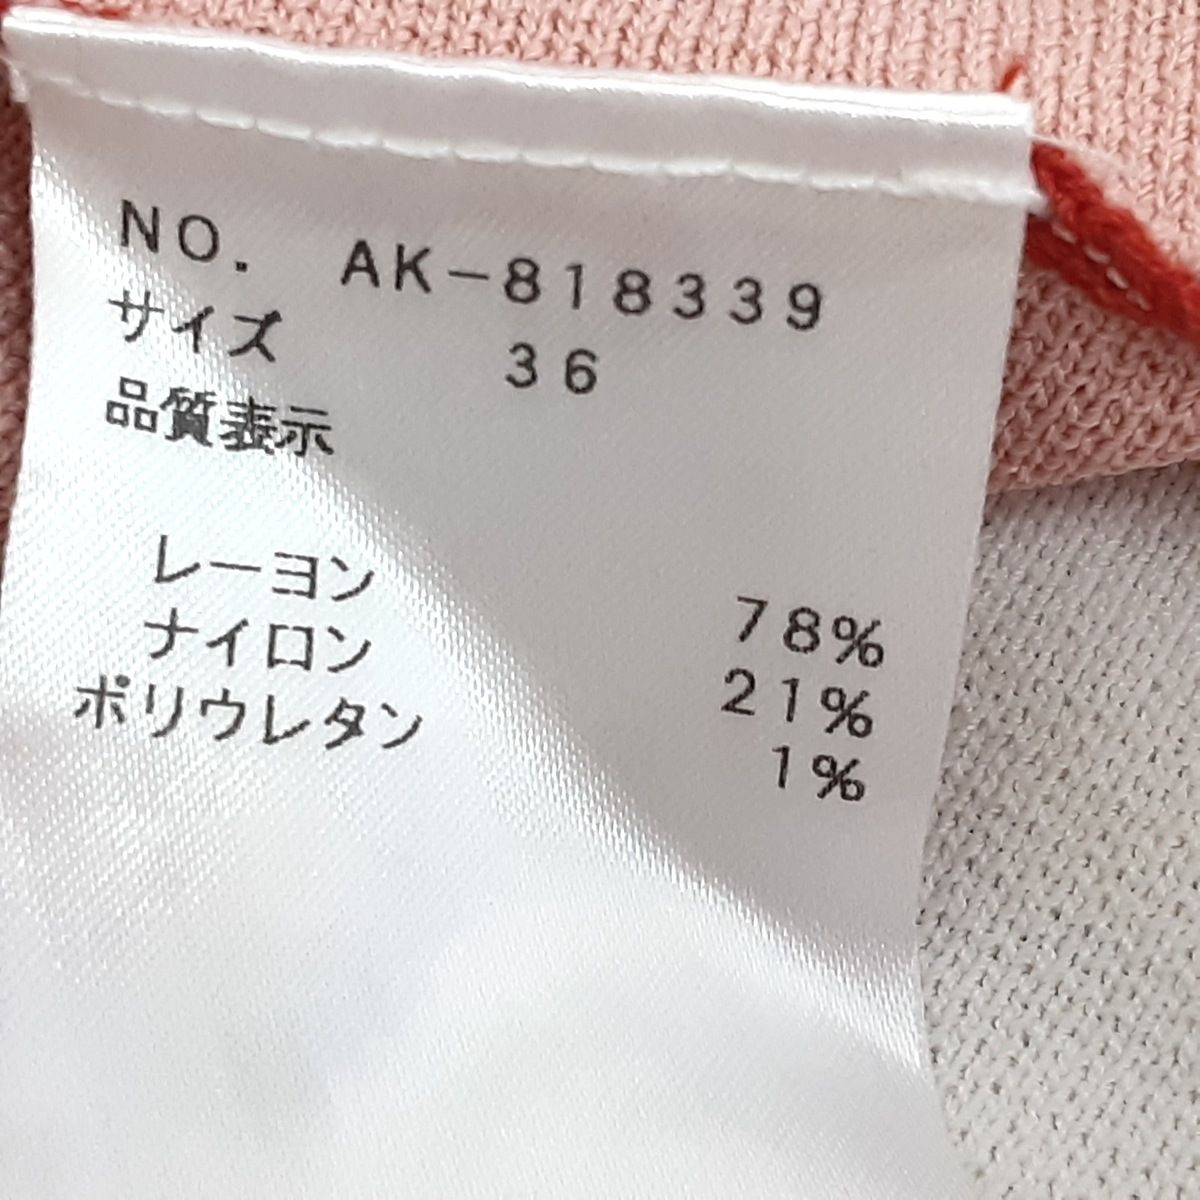 NO. AK-818339
サイズ 36
品質表示
レーヨン 78%
ナイロン 21%
ポリウレタン 1%